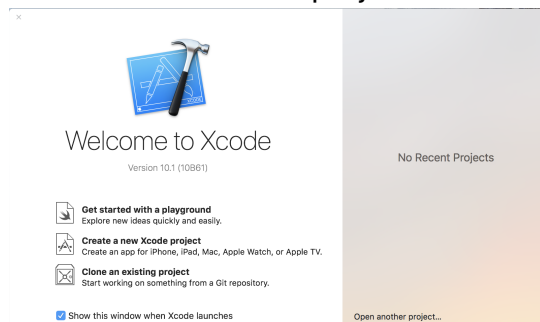 Welcome to Xcode
Version 10.1 (10B61)
No Recent Projects
Get started with a playground
Explore new ideas quickly and easily.
Create a new Xcode project
Create an app for iPhone, iPad, Mac, Apple Watch, or Apple TV.
Clone an existing project
Start working on something from a Git repository.
Show this window when Xcode launches
Open another project...